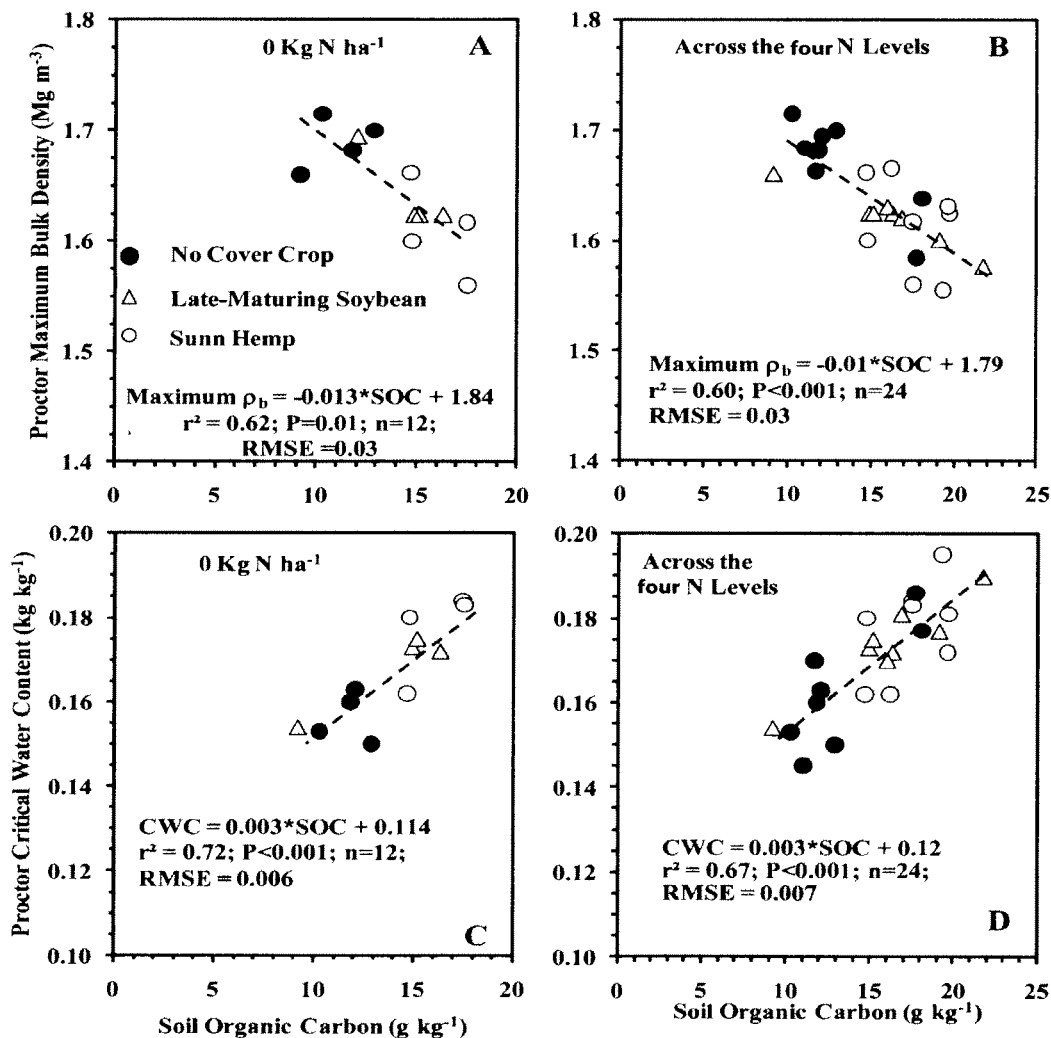 1.8
1.7
1.6
1.5
1.4
0 Kg N ha⁻¹
A
No Cover Crop
Late-Maturing Soybean
Sunn Hemp
Maximum ρb = -0.013*SOC + 1.84
r² = 0.62; P=0.01; n=12;
RMSE =0.03
0 5 10 15 20
Proctor Maximum Bulk Density (Mg m⁻³)
1.8
1.7
1.6
1.5
1.4
Across the four N Levels
B
Maximum ρb = -0.01*SOC + 1.79
r² = 0.60; P<0.001; n=24
RMSE = 0.03
0 5 10 15 20 25
0.20
0.18
0.16
0.14
0.12
0.10
0 Kg N ha⁻¹
CWC = 0.003*SOC + 0.114
r² = 0.72; P<0.001; n=12;
RMSE = 0.006
C
0 5 10 15 20
Soil Organic Carbon (g kg⁻¹)
Proctor Critical Water Content (kg kg⁻¹)
0.20
0.18
0.16
0.14
0.12
0.10
Across the
four N Levels
CWC = 0.003*SOC + 0.12
r² = 0.67; P<0.001; n=24;
RMSE = 0.007
D
0 5 10 15 20 25
Soil Organic Carbon (g kg⁻¹)